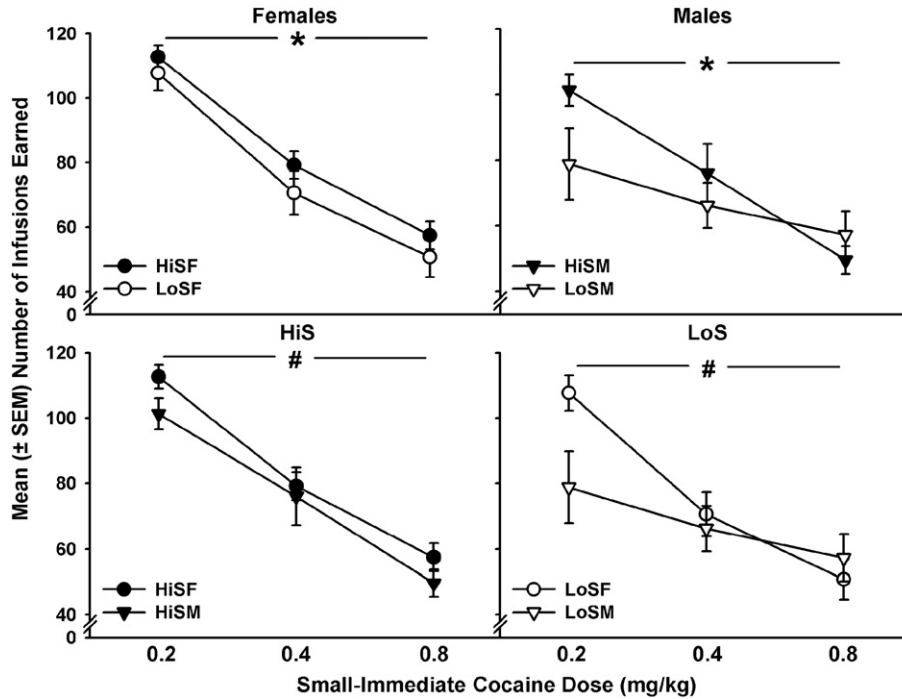 Females
Males
Mean (± SEM) Number of Infusions Earned
120
100
80
60
40
0
*
HiSF
LoSF
*
HiSM
LoSM
HiS
LoS
120
100
80
60
40
0
#
HiSF
HiSM
#
LoSF
LoSM
0.2
0.4
0.8
0.2
0.4
0.8
Small-Immediate Cocaine Dose (mg/kg)